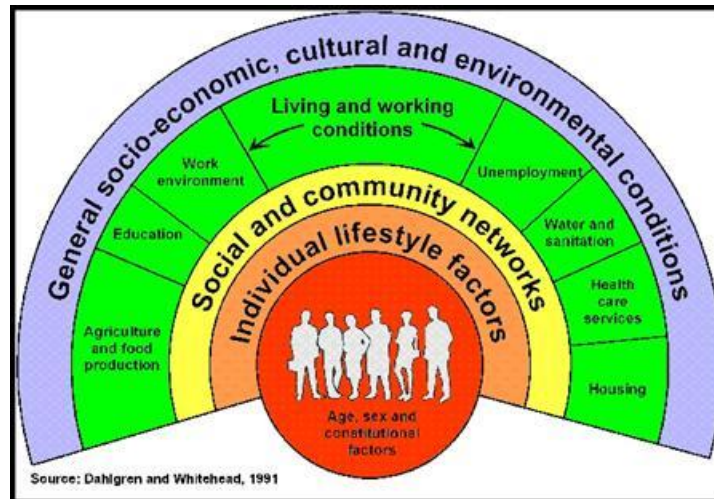 General socio-economic, cultural and environmental conditions
Living and working
conditions
Work
environment
Education
Agriculture
and food
production
Unemployment
Water and
sanitation
Health
care
services
Housing
Social and community networks
Individual lifestyle factors
Age, sex and
constitutional
factors
Source: Dahlgren and Whitehead, 1991